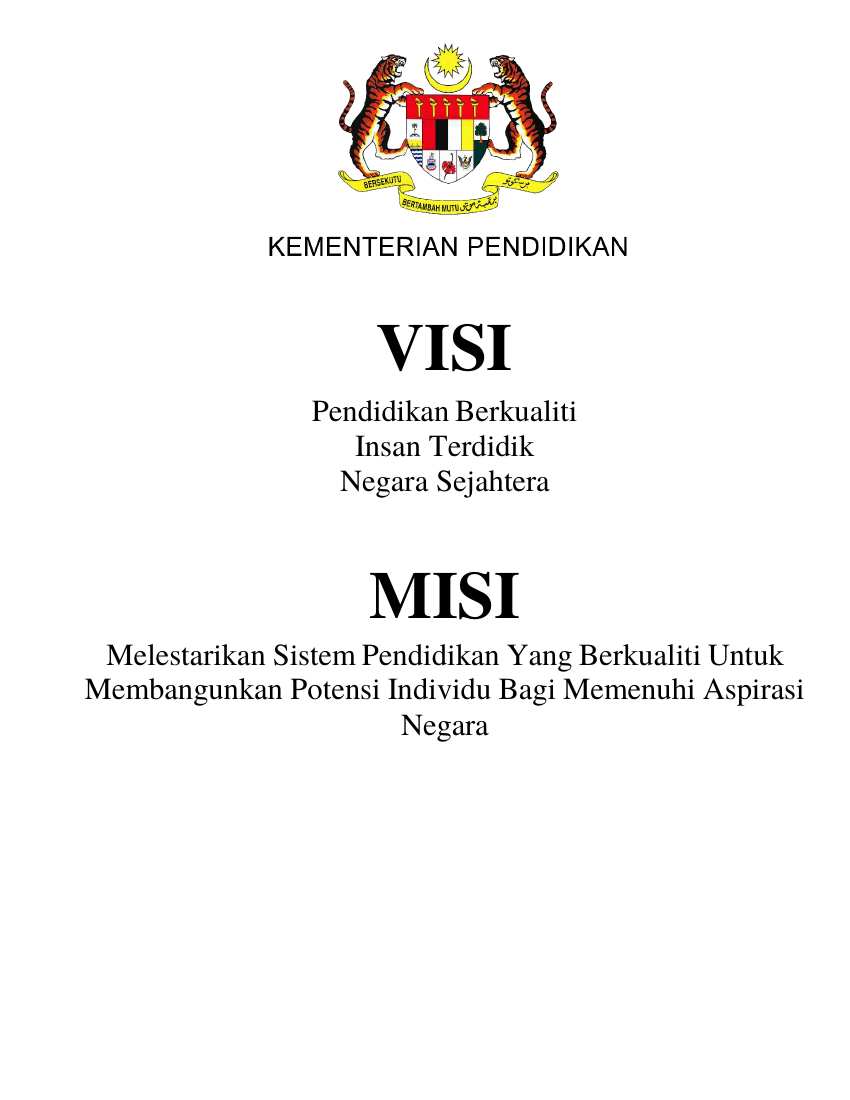 BERSEKUTU
BERTAMBAH MUTU
KEMENTERIAN PENDIDIKAN
VISI
Pendidikan Berkualiti
Insan Terdidik
Negara Sejahtera
MISI
Melestarikan Sistem Pendidikan Yang Berkualiti Untuk
Membangunkan Potensi Individu Bagi Memenuhi Aspirasi
Negara